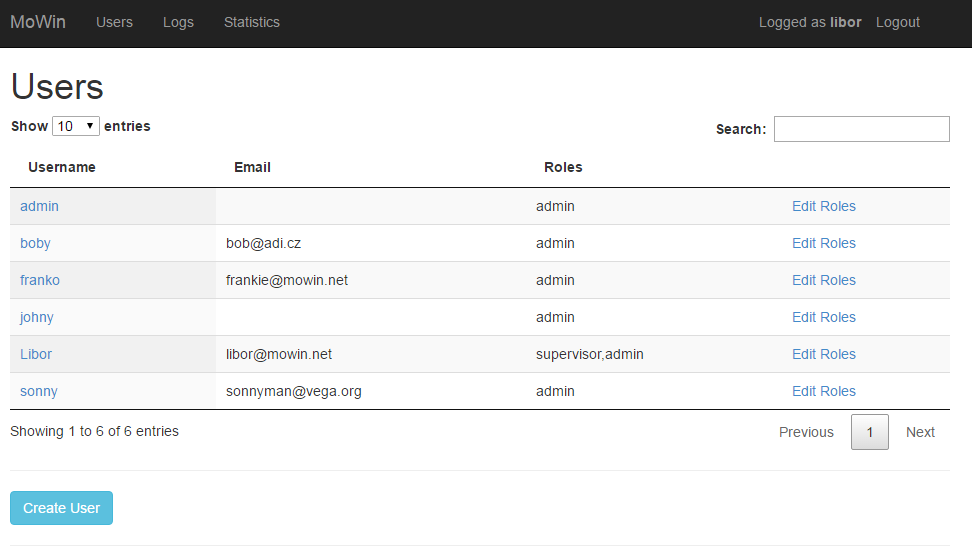 MoWin Users Logs Statistics Logged as libor Logout
Users
Show 10 entries Search:
Username Email Roles
admin admin Edit Roles
boby bob@adi.cz admin Edit Roles
franko frankie@mowin.net admin Edit Roles
johny admin Edit Roles
Libor libor@mowin.net supervisor,admin Edit Roles
sonny sonnyman@vega.org admin Edit Roles
Showing 1 to 6 of 6 entries Previous 1 Next
Create User